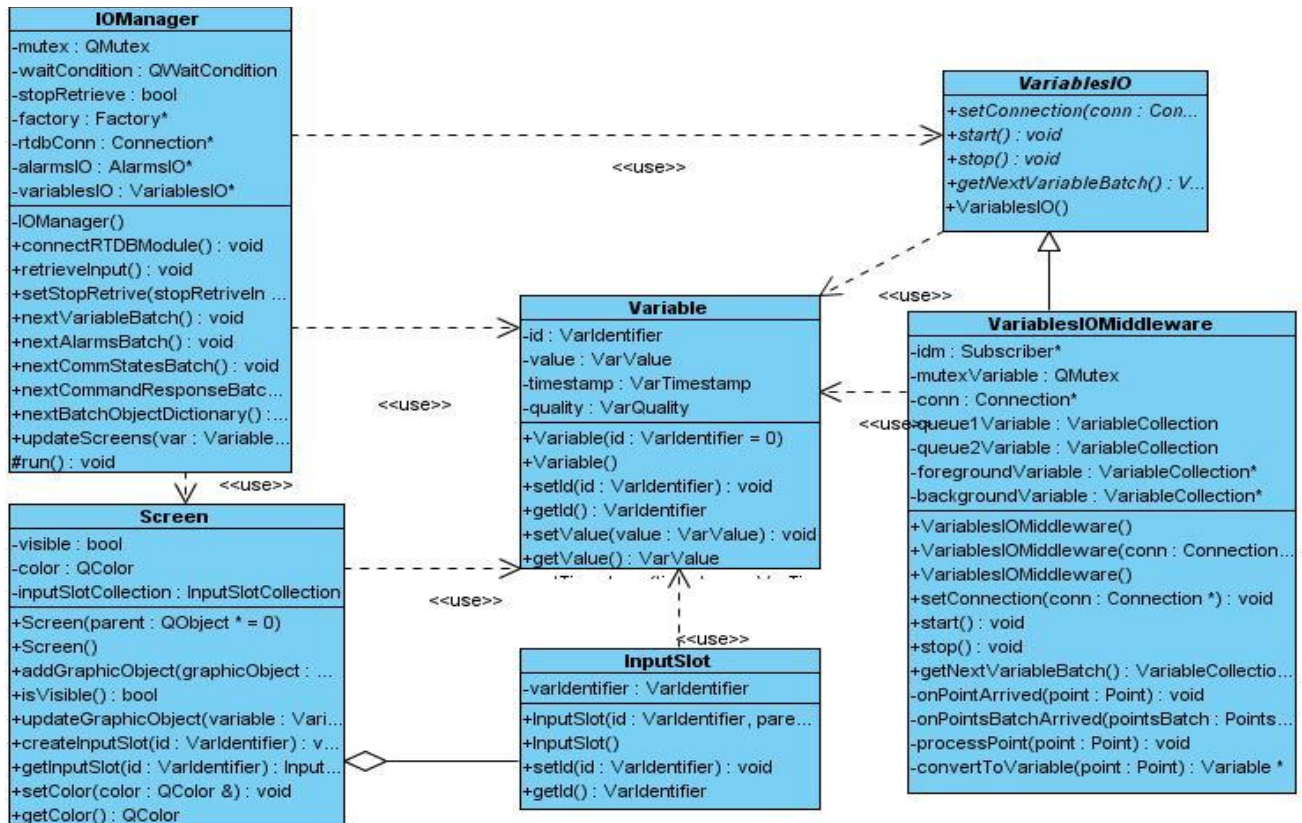 IOManager
-mutex : QMutex
-waitCondition : QWaitCondition
-stopRetrieve : bool
-factory : Factory*
-rtdbConn : Connection*
-alarmsIO : AlarmsIO*
-variablesIO : VariablesIO*
-IOManager()
+connectRTDBModule() : void
+retrieveInput() : void
+setStopRetrive(stopRetriveIn ...
+nextVariableBatch() : void
+nextAlarmsBatch() : void
+nextCommStatesBatch() : void
+nextCommandResponseBatc...
+nextBatchObjectDictionary() :...
+updateScreens(var : Variable...
#run() : void
<<use>>
VariablesIO
+setConnection(conn : Con...
+start() : void
+stop() : void
+getNextVariableBatch() : V...
+VariablesIO()
<<use>>
<<use>>
Variable
-id : VarIdentifier
-value : VarValue
-timestamp : VarTimestamp
-quality : VarQuality
+Variable(id : VarIdentifier = 0)
+Variable()
+setId(id : VarIdentifier) : void
+getId() : VarIdentifier
+setValue(value : VarValue) : void
+getValue() : VarValue
<<use>>
<<use>>
VariablesIOMiddleware
-idm : Subscriber*
-mutexVariable : QMutex
-conn : Connection*
-queue1Variable : VariableCollection
-queue2Variable : VariableCollection
-foregroundVariable : VariableCollection*
-backgroundVariable : VariableCollection*
+VariablesIOMiddleware()
+VariablesIOMiddleware(conn : Connection...
+VariablesIOMiddleware()
+setConnection(conn : Connection *) : void
+start() : void
+stop() : void
+getNextVariableBatch() : VariableCollectio...
-onPointArrived(point : Point) : void
-onPointsBatchArrived(pointsBatch : Points...
-processPoint(point : Point) : void
-convertToVariable(point : Point) : Variable *
<<use>>
Screen
-visible : bool
-color : QColor
-inputSlotCollection : InputSlotCollection
+Screen(parent : QObject * = 0)
+Screen()
+addGraphicObject(graphicObject : ...
+isVisible() : bool
+updateGraphicObject(variable : Vari...
+createInputSlot(id : VarIdentifier) : v...
+getInputSlot(id : VarIdentifier) : Input...
+setColor(color : QColor &) : void
+getColor() : QColor
<<use>>
InputSlot
-varIdentifier : VarIdentifier
+InputSlot(id : VarIdentifier, pare...
+InputSlot()
+setId(id : VarIdentifier) : void
+getId() : VarIdentifier